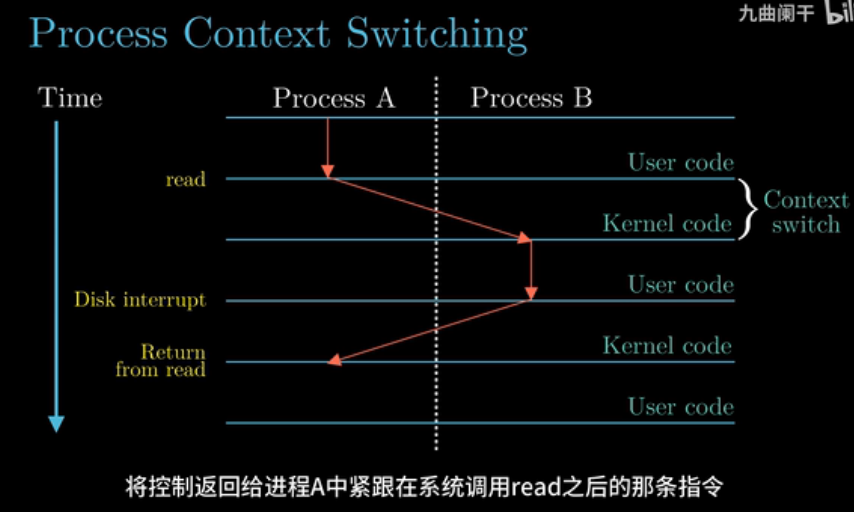 九曲阑干
Process Context Switching
Time
Process A
Process B
User code
read
Context
switch
Kernel code
User code
Disk interrupt
Kernel code
Return
from read
User code
将控制返回给进程A中紧跟在系统调用read之后的那条指令